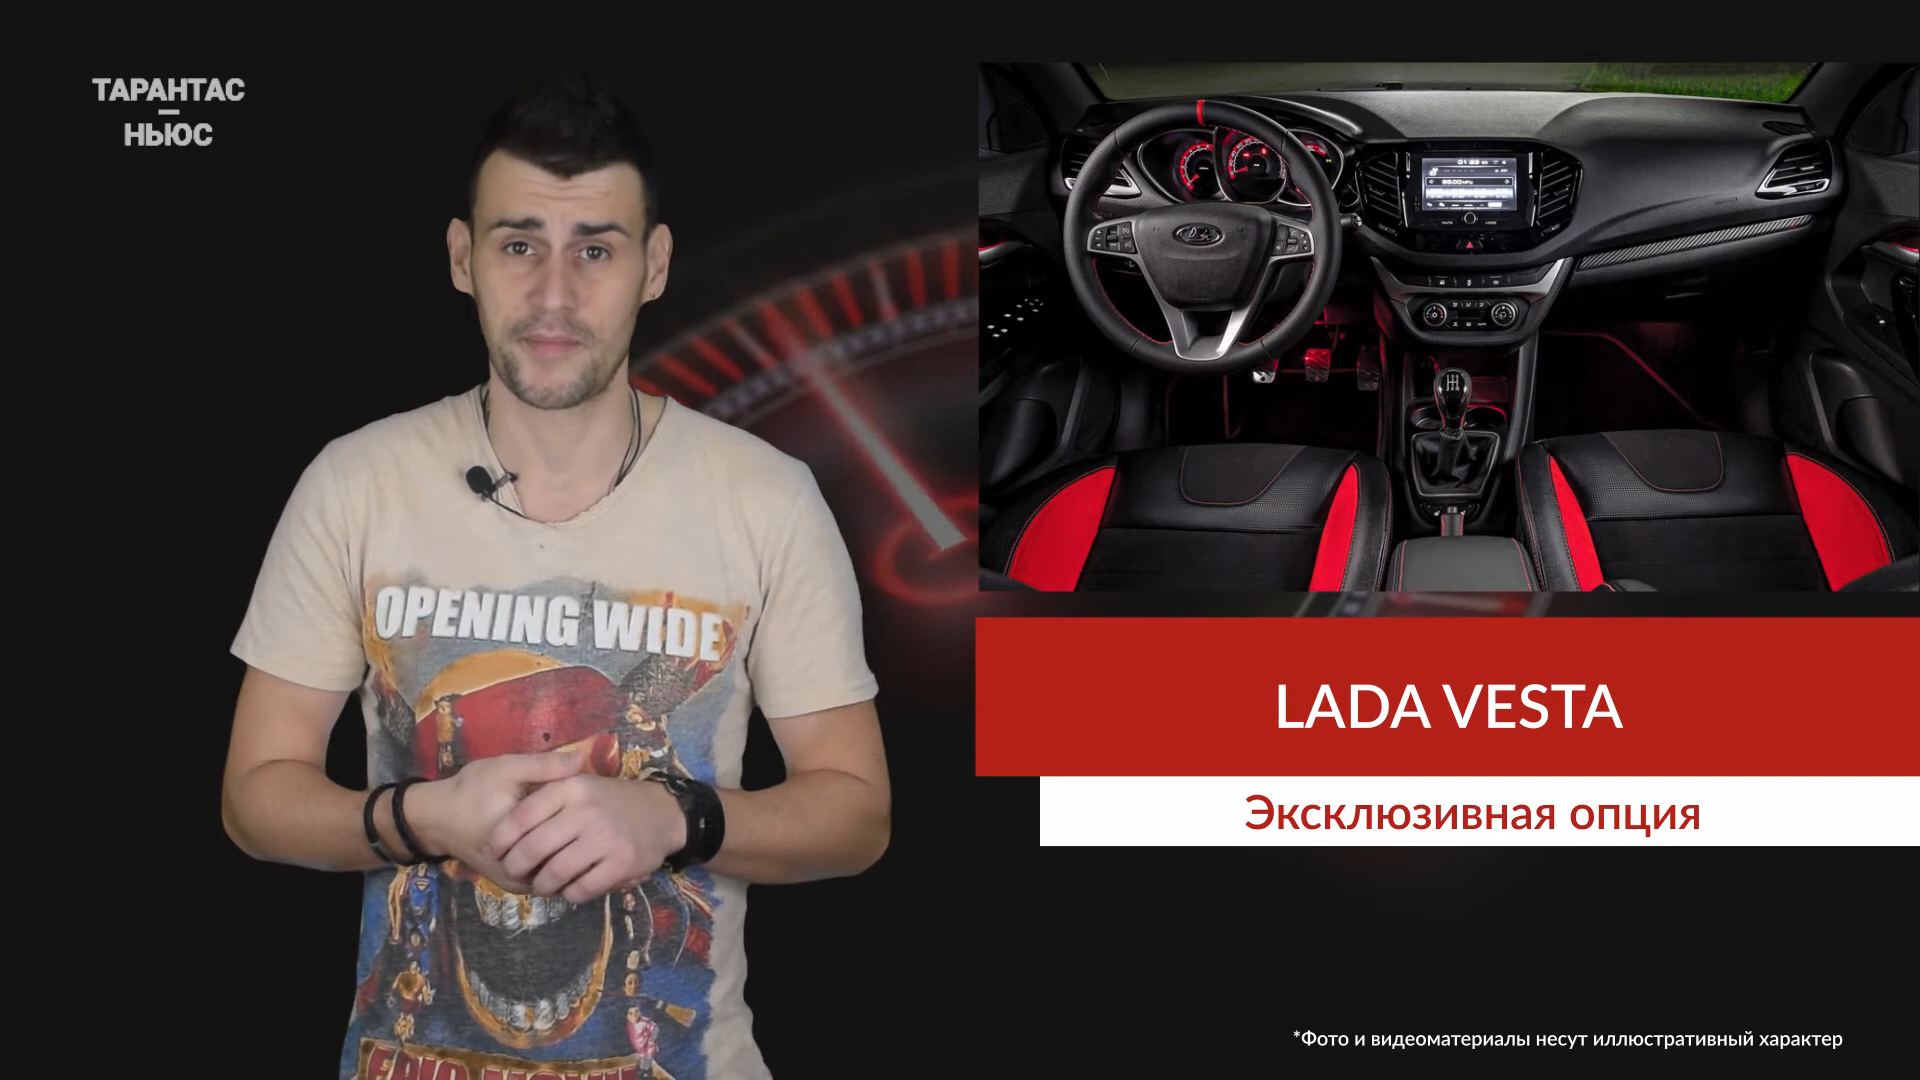 ТАРАНТАС
–
НЬЮС
OPENING WIDE
LADA VESTA
Эксклюзивная опция
*Фото и видеоматериалы несут иллюстративный характер